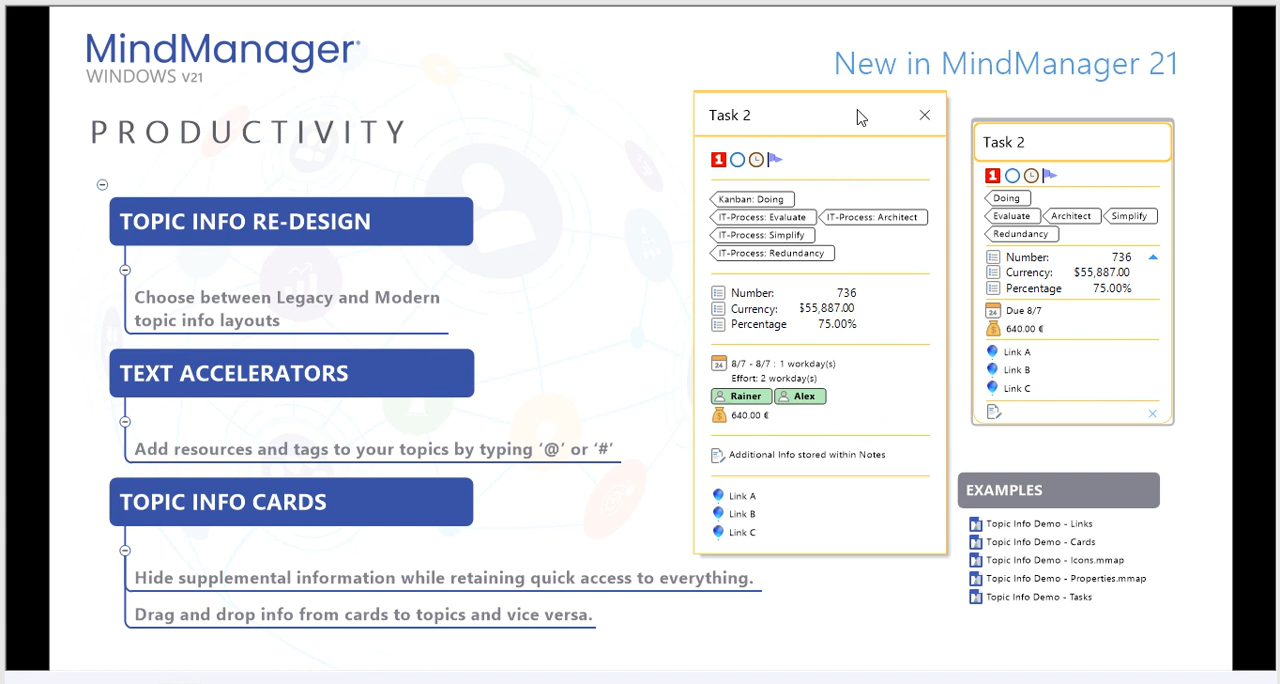 MindManager®
WINDOWS V21
New in MindManager 21
PRODUCTIVITY
TOPIC INFO RE-DESIGN
Choose between Legacy and Modern
topic info layouts
TEXT ACCELERATORS
Add resources and tags to your topics by typing ‘@’ or ‘#’
TOPIC INFO CARDS
Hide supplemental information while retaining quick access to everything.
Drag and drop info from cards to topics and vice versa.
Task 2
1
Kanban: Doing
IT-Process: Evaluate IT-Process: Architect
IT-Process: Simplify
IT-Process: Redundancy
Number: 736
Currency: $55,887.00
Percentage 75.00%
24 8/7 - 8/7 : 1 workday(s)
Effort: 2 workday(s)
Rainer Alex
640.00 €
Additional Info stored within Notes
Link A
Link B
Link C
Task 2
1
Doing
Evaluate Architect Simplify
Redundancy
Number: 736
Currency: $55,887.00
Percentage 75.00%
24 Due 8/7
640.00 €
Link A
Link B
Link C
EXAMPLES
Topic Info Demo - Links
Topic Info Demo - Cards
Topic Info Demo - Icons.mmap
Topic Info Demo - Properties.mmap
Topic Info Demo - Tasks